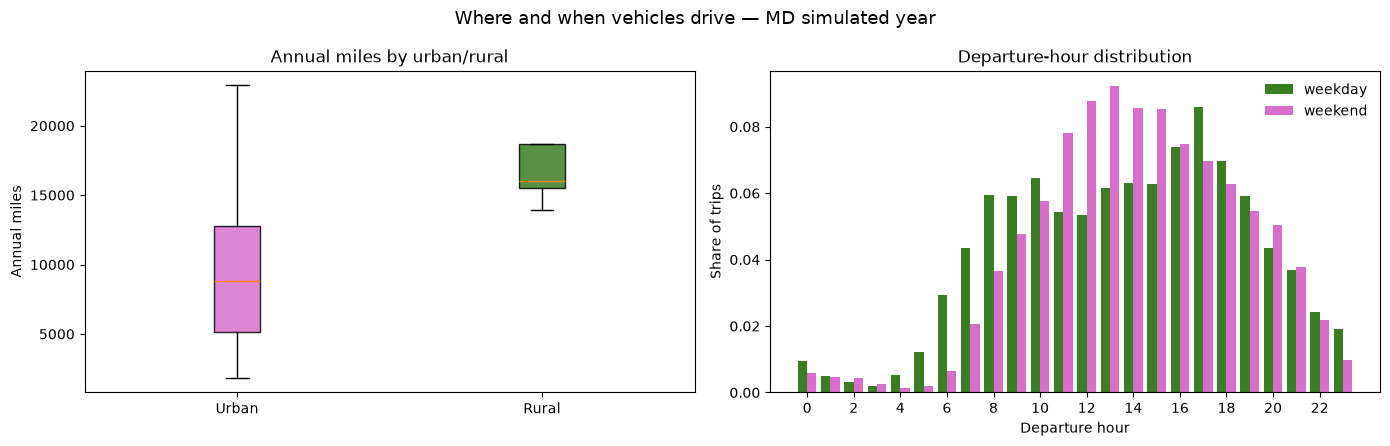 Where and when vehicles drive — MD simulated year
Annual miles by urban/rural
Annual miles
20000
15000
10000
5000
Urban Rural
Departure-hour distribution
weekday
weekend
Share of trips
0.08
0.06
0.04
0.02
0.00
0 2 4 6 8 10 12 14 16 18 20 22
Departure hour